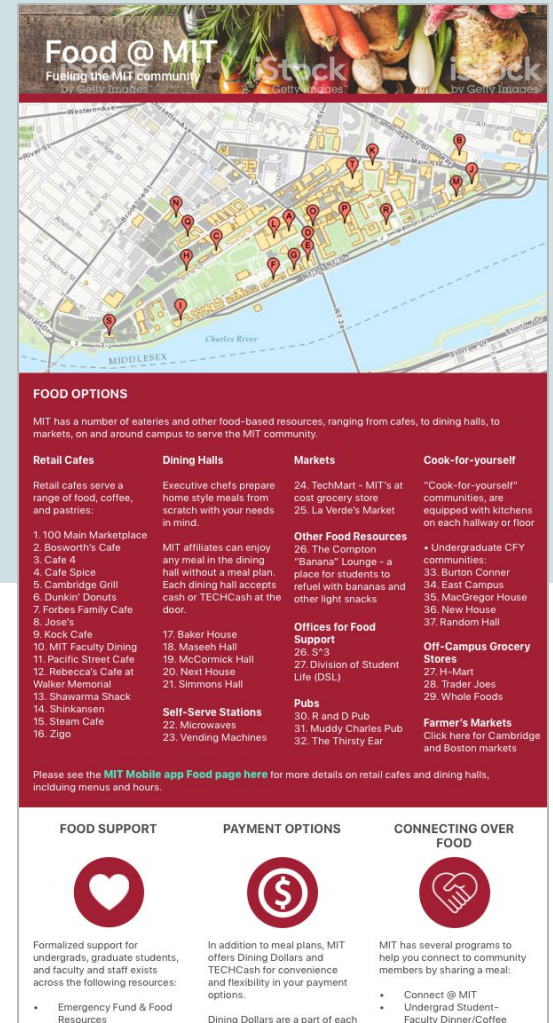 Food @ MIT
Fueling the MIT community
iStock
by Getty Images
iStock
by Getty Images
iStock
by Getty Images
Western-Ave
River-St
Main-St
Memorial-Dr
N
Q
C
H
I
S
L
A
O
D
E
G
F
P
R
T
K
B
J
M
Charles River
MIDDLESEX
FOOD OPTIONS
MIT has a number of eateries and other food-based resources, ranging from cafes, to dining halls, to
markets, on and around campus to serve the MIT community.
Retail Cafes
Retail cafes serve a
range of food, coffee,
and pastries:
1. 100 Main Marketplace
2. Bosworth's Cafe
3. Cafe 4
4. Cafe Spice
5. Cambridge Grill
6. Dunkin' Donuts
7. Forbes Family Cafe
8. Jose's
9. Kock Cafe
10. MIT Faculty Dining
11. Pacific Street Cafe
12. Rebecca's Cafe at
Walker Memorial
13. Shawarma Shack
14. Shinkansen
15. Steam Cafe
16. Zigo
Dining Halls
Executive chefs prepare
home style meals from
scratch with your needs
in mind.
MIT affiliates can enjoy
any meal in the dining
hall without a meal plan.
Each dining hall accepts
cash or TECHCash at the
door.
17. Baker House
18. Maseeh Hall
19. McCormick Hall
20. Next House
21. Simmons Hall
Self-Serve Stations
22. Microwaves
23. Vending Machines
Markets
24. TechMart - MIT's at
cost grocery store
25. La Verde's Market
Other Food Resources
26. The Compton
"Banana" Lounge - a
place for students to
refuel with bananas and
other light snacks
Offices for Food
Support
26. S^3
27. Division of Student
Life (DSL)
Pubs
30. R and D Pub
31. Muddy Charles Pub
32. The Thirsty Ear
Cook-for-yourself
"Cook-for-yourself"
communities, are
equipped with kitchens
on each hallway or floor
• Undergraduate CFY
communities:
33. Burton Conner
34. East Campus
35. MacGregor House
36. New House
37. Random Hall
Off-Campus Grocery
Stores
27. H-Mart
28. Trader Joes
29. Whole Foods
Farmer's Markets
Click here for Cambridge
and Boston markets
Please see the MIT Mobile app Food page here for more details on retail cafes and dining halls,
inclduing menus and hours.
FOOD SUPPORT
Formalized support for
undergrads, graduate students,
and faculty and staff exists
across the following resources:
• Emergency Fund & Food
Resources
PAYMENT OPTIONS
$
In addition to meal plans, MIT
offers Dining Dollars and
TECHCash for convenience
and flexibility in your payment
options.
Dining Dollars are a part of each
CONNECTING OVER
FOOD
MIT has several programs to
help you connect to community
members by sharing a meal:
• Connect @ MIT
• Undergrad Student-
Faculty Dinner/Coffee